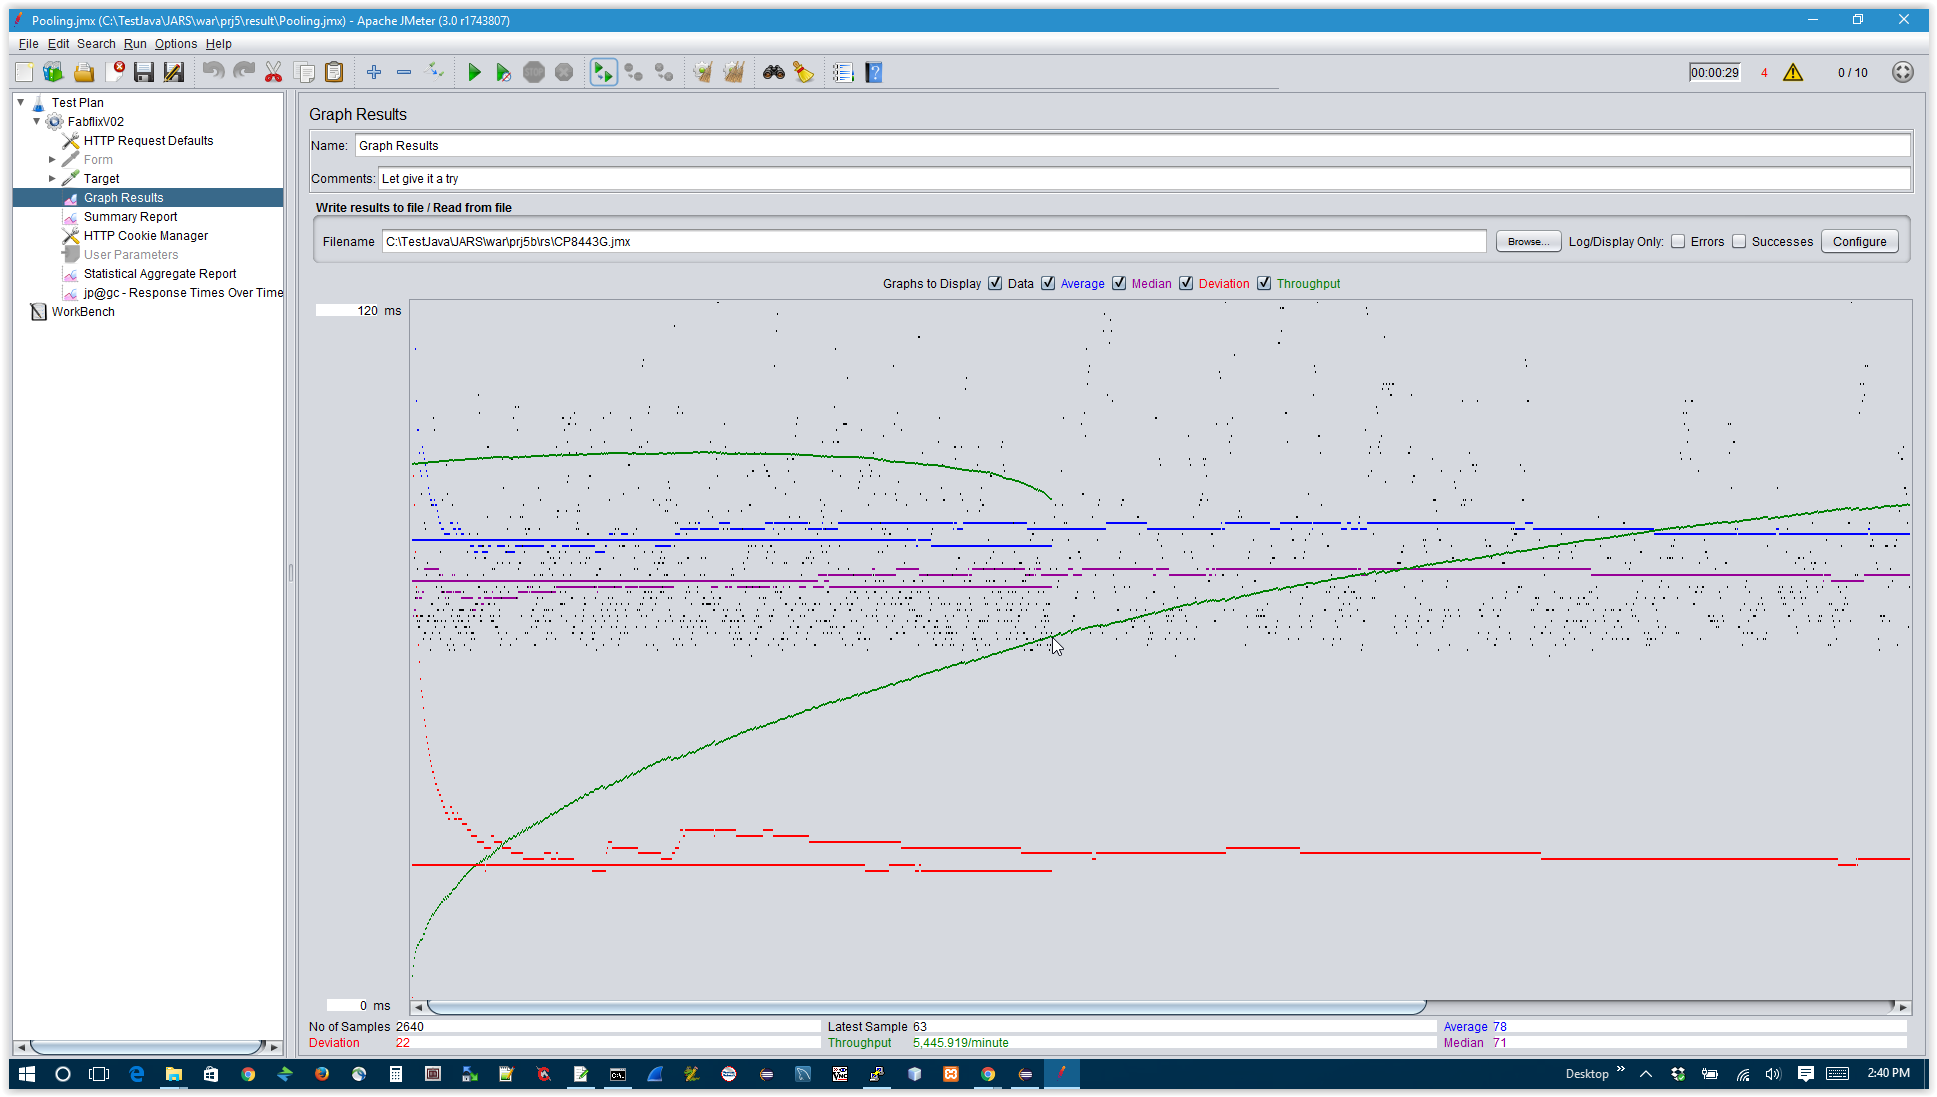 Pooling.jmx (C:\TestJava\JARS\war\prj5\result\Pooling.jmx) - Apache JMeter (3.0 r1743807)
File Edit Search Run Options Help
00:00:29 4 0 / 10
Test Plan
FabflixV02
HTTP Request Defaults
Form
Target
Graph Results
Summary Report
HTTP Cookie Manager
User Parameters
Statistical Aggregate Report
jp@gc - Response Times Over Time
WorkBench
Graph Results
Name: Graph Results
Comments: Let give it a try
Write results to file / Read from file
Filename C:\TestJava\JARS\war\prj5b\rs\CP8443G.jmx Browse... Log/Display Only: Errors Successes Configure
Graphs to Display Data Average Median Deviation Throughput
120 ms
0 ms
No of Samples 2640 Latest Sample 63 Average 78
Deviation 22 Throughput 5,445.919/minute Median 71
Desktop 2:40 PM